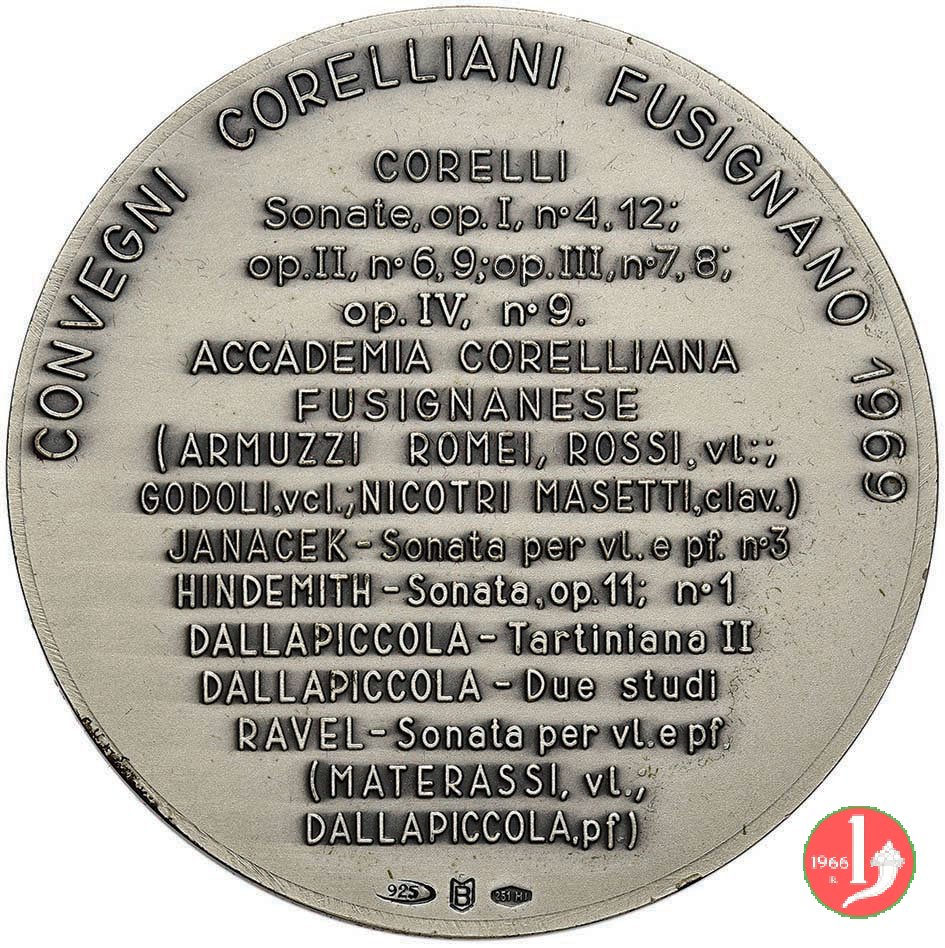 CONVEGNI CORELLIANI FUSIGNANO 1969
CORELLI
Sonate, op. I, n° 4, 12;
op. II, n° 6, 9; op. III, n° 7, 8;
op. IV, n° 9.
ACCADEMIA CORELLIANA
FUSIGNANESE
(ARMUZZI ROMEI, ROSSI, vl.:;
GODOLI, vcl.; NICOTRI MASETTI, clav.)
JANACEK - Sonata per vl. e pf. n° 3
HINDEMITH - Sonata, op. 11; n° 1
DALLAPICCOLA - Tartiniana II
DALLAPICCOLA - Due studi
RAVEL - Sonata per vl. e pf.
(MATERASSI, vl.,
DALLAPICCOLA, pf.)
925
1966